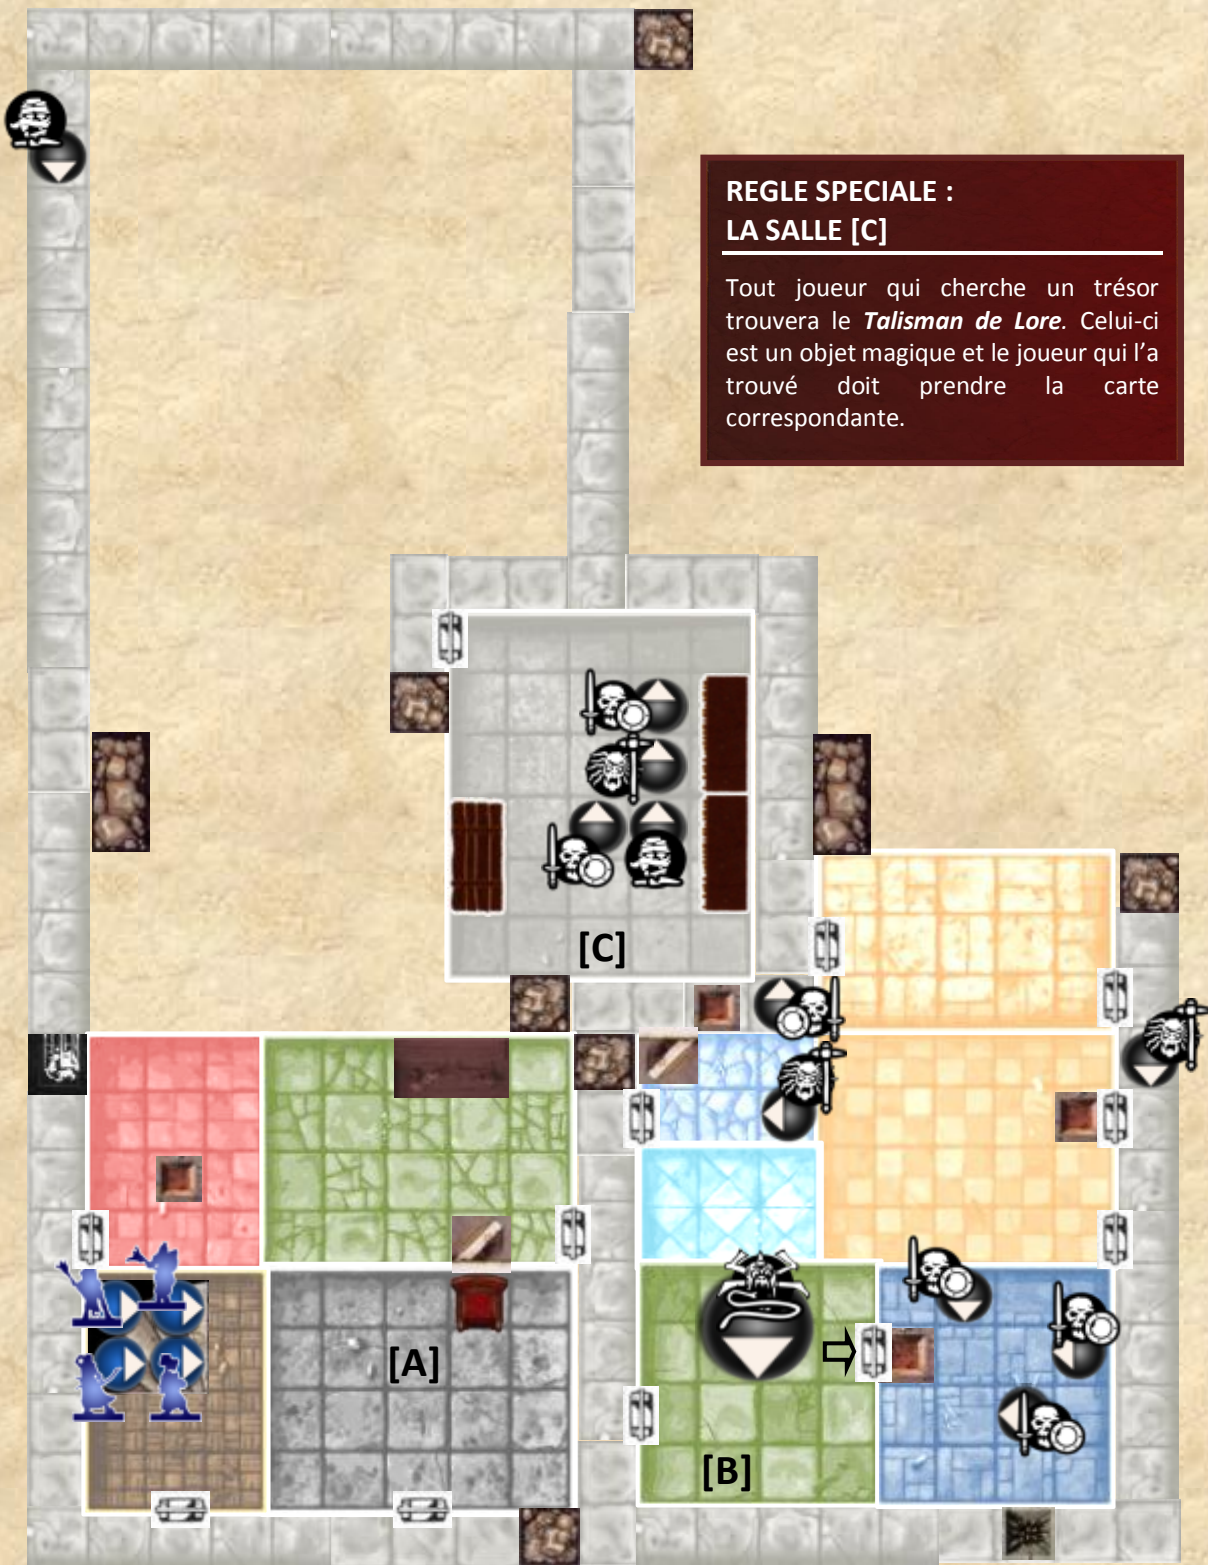 REGLE SPECIALE :
LA SALLE [C]
Tout joueur qui cherche un trésor
trouvera le Talisman de Lore. Celui-ci
est un objet magique et le joueur qui l'a
trouvé doit prendre la carte
correspondante.
[C]
[A]
[B]